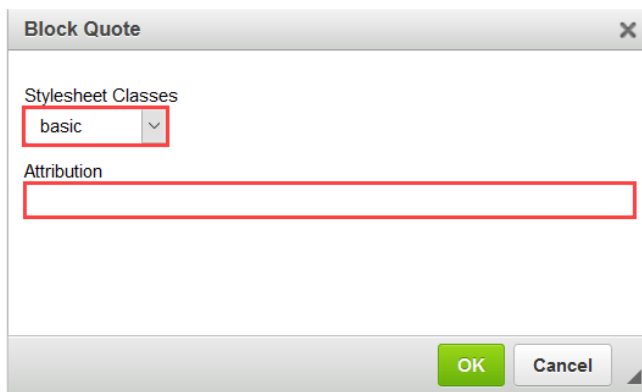 Block Quote
Stylesheet Classes
basic
Attribution
OK Cancel